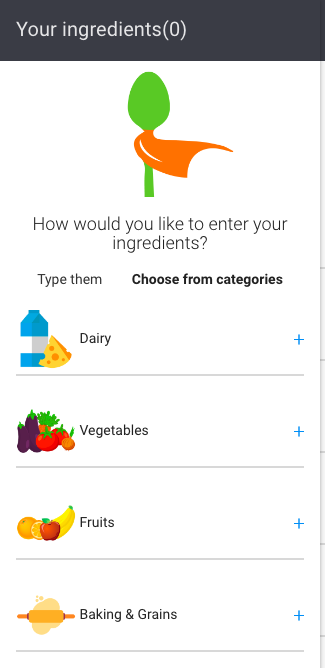 Your ingredients(0)
How would you like to enter your
ingredients?
Type them Choose from categories
Dairy +
Vegetables +
Fruits +
Baking & Grains +